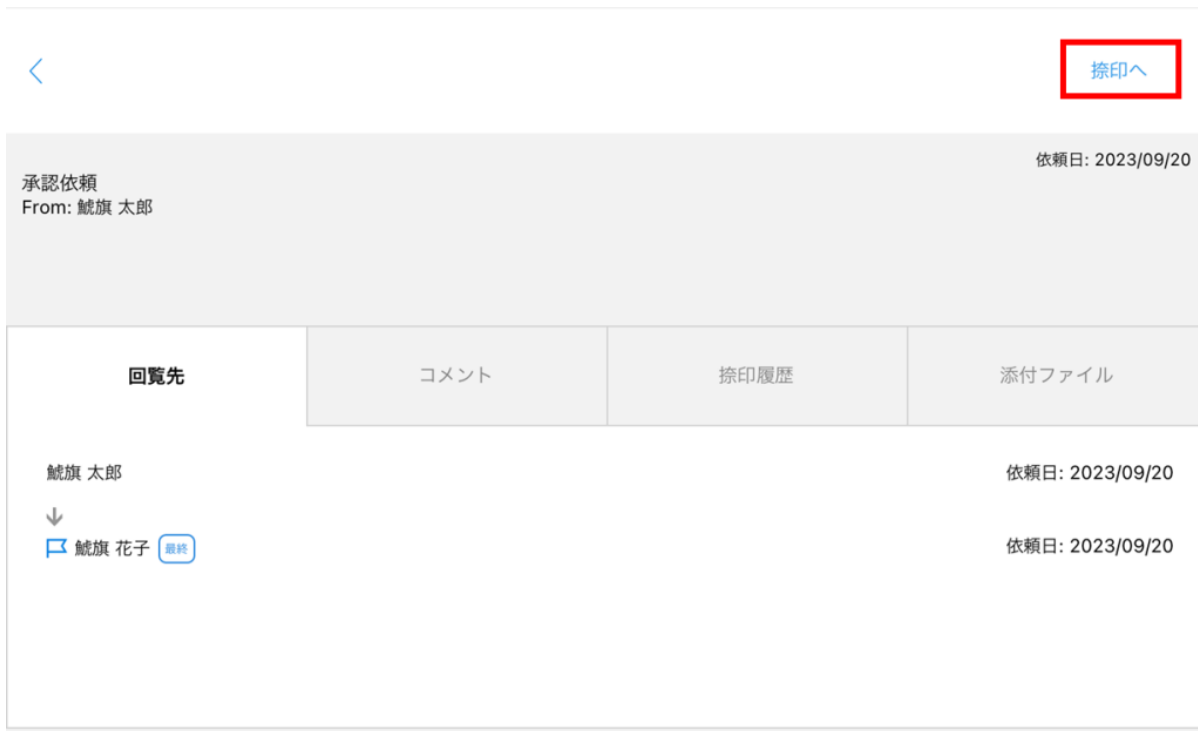 捺印へ
依頼日: 2023/09/20
承認依頼
From: 鯱旗 太郎
回覧先
コメント
捺印履歴
添付ファイル
鯱旗 太郎
依頼日: 2023/09/20
鯱旗 花子 最終
依頼日: 2023/09/20